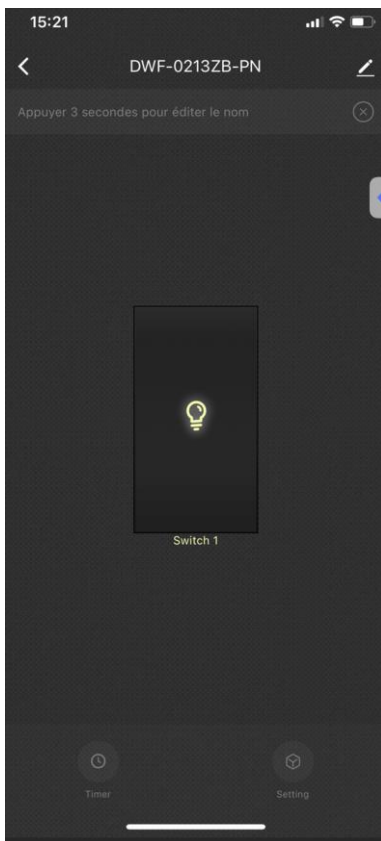 15:21
DWF-0213ZB-PN
Appuyer 3 secondes pour éditer le nom
Switch 1
Timer
Setting